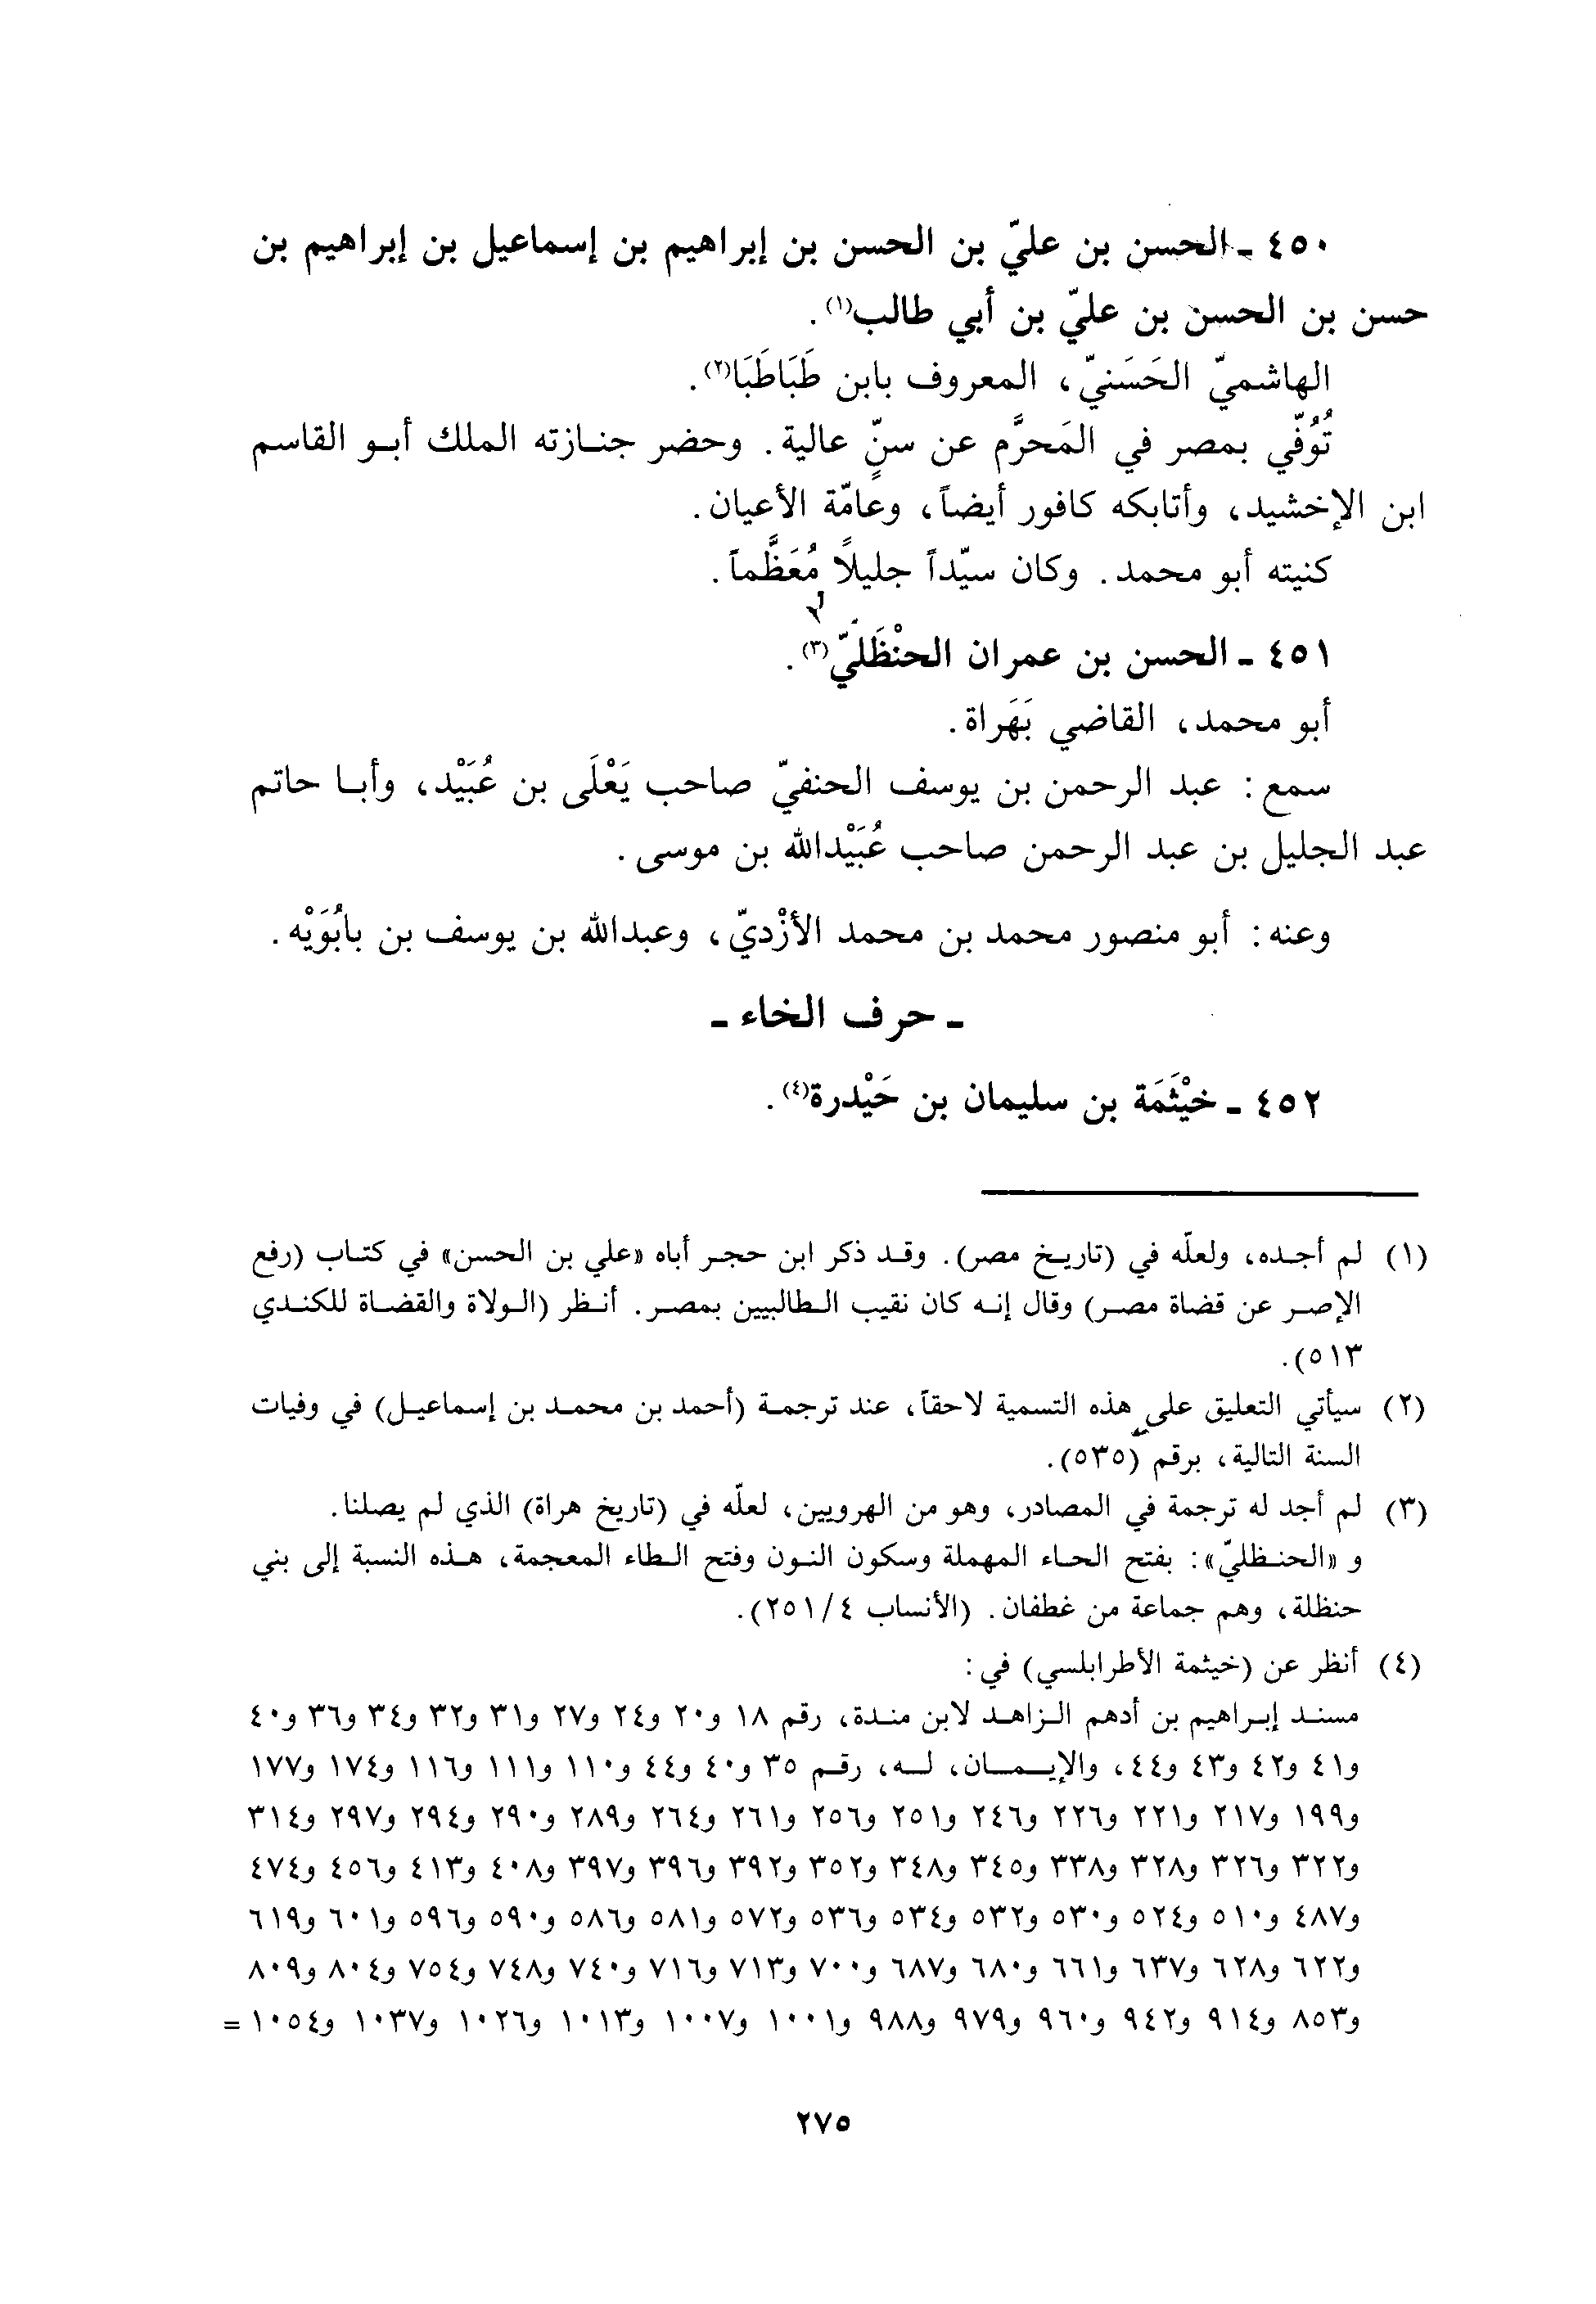 ٤٥٠ ـ الحسن بن عليّ بن الحسن بن إبراهيم بن إسماعيل بن إبراهيم بن
حسن بن الحسن بن عليّ بن أبي طالب(١).
الهاشميّ الحَسَنيّ، المعروف بابن طَبَاطَبَا(٢).
تُوُفّي بمصر في المَحرَّم عن سنٍّ عالية. وحضر جنازته الملك أبو القاسم
ابن الإخشيد، وأتابكه كافور أيضاً، وعامّة الأعيان.
كنيته أبو محمد. وكان سيّداً جليلاً مُعَظَّماً.
٤٥١ ـ الحسن بن عمران الحنْظَليّ(٣).
أبو محمد، القاضي بَهَراة.
سمع: عبد الرحمن بن يوسف الحنفيّ صاحب يَعْلَى بن عُبَيْد، وأبا حاتم
عبد الجليل بن عبد الرحمن صاحب عُبَيْدالله بن موسى.
وعنه: أبو منصور محمد بن محمد الأزْديّ، وعبدالله بن يوسف بن بابُوَيْه.
ـ حرف الخاء ـ
٤٥٢ ـ خيْثَمَة بن سليمان بن حَيْدرة(٤).
(١) لم أجده، ولعلّه في (تاريخ مصر). وقد ذكر ابن حجر أباه «علي بن الحسن» في كتاب (رفع
الإصر عن قضاة مصر) وقال إنه كان نقيب الطالبيين بمصر. أنظر (الولاة والقضاة للكندي
٥١٣).
(٢) سيأتي التعليق على هذه التسمية لاحقاً، عند ترجمة (أحمد بن محمد بن إسماعيل) في وفيات
السنة التالية، برقم (٥٣٥).
(٣) لم أجد له ترجمة في المصادر، وهو من الهرويين، لعلّه في (تاريخ هراة) الذي لم يصلنا.
و «الحنظليّ»: بفتح الحاء المهملة وسكون النون وفتح الطاء المعجمة، هذه النسبة إلى بني
حنظلة، وهم جماعة من غطفان. (الأنساب ٤/٢٥١).
(٤) أنظر عن (خيثمة الأطرابلسي) في:
مسند إبراهيم بن أدهم الزاهد لابن مندة، رقم ١٨ و٢٠ و٢٤ و٢٧ و٣١ و٣٢ و٣٤ و٣٦ و٤٠
و٤١ و٤٢ و٤٣ و٤٤، والإيمان، له، رقم ٣٥ و٤٠ و٤٤ و١١٠ و١١١ و١١٦ و١٧٤ و١٧٧
و١٩٩ و٢١٧ و٢٢١ و٢٢٦ و٢٤٦ و٢٥١ و٢٥٦ و٢٦١ و٢٦٤ و٢٨٩ و٢٩٠ و٢٩٤ و٢٩٧ و٣١٤
و٣٢٢ و٣٢٦ و٣٢٨ و٣٣٨ و٣٤٥ و٣٤٨ و٣٥٢ و٣٩٢ و٣٩٦ و٣٩٧ و٤٠٨ و٤١٣ و٤٥٦ و٤٧٤
و٤٨٧ و٥١٠ و٥٢٤ و٥٣٠ و٥٣٢ و٥٣٤ و٥٣٦ و٥٧٢ و٥٨١ و٥٨٦ و٥٩٠ و٥٩٦ و٦٠١ و٦١٩
و٦٢٢ و٦٢٨ و٦٣٧ و٦٦١ و٦٨٠ و٦٨٧ و٧٠٠ و٧١٣ و٧١٦ و٧٤٠ و٧٤٨ و٧٥٤ و٨٠٤ و٨٠٩
و٨٥٣ و٩١٤ و٩٤٢ و٩٦٠ و٩٧٩ و٩٨٨ و١٠٠١ و١٠٠٧ و١٠١٣ و١٠٢٦ و١٠٣٧ و١٠٥٤ =
٢٧٥